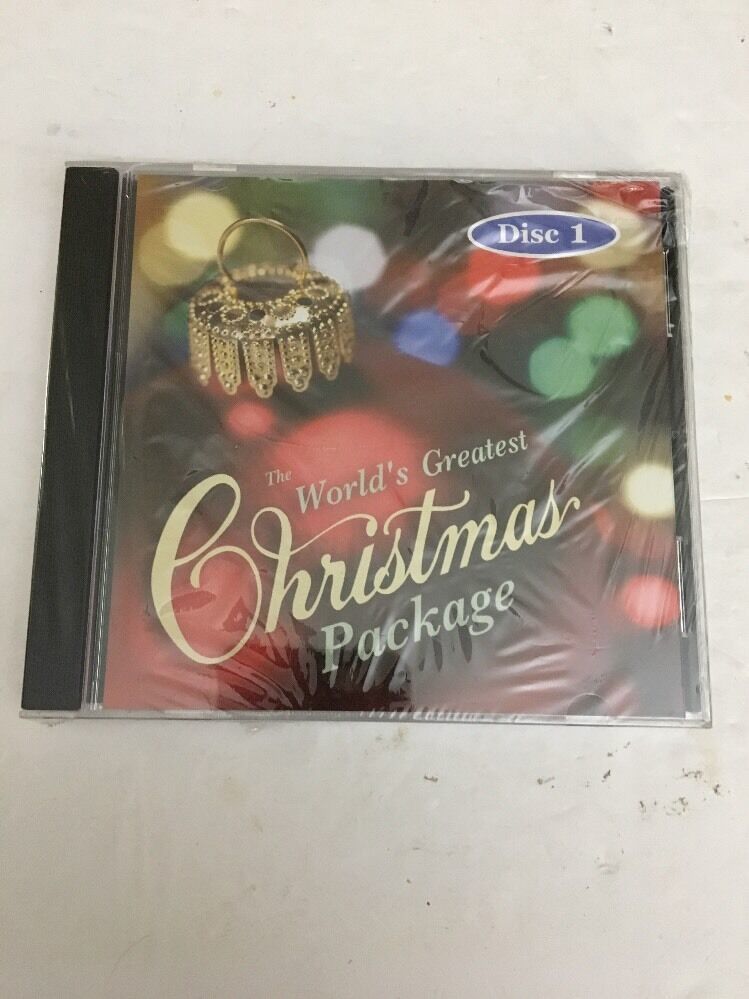 Disc 1
The World's Greatest
Christmas
Package